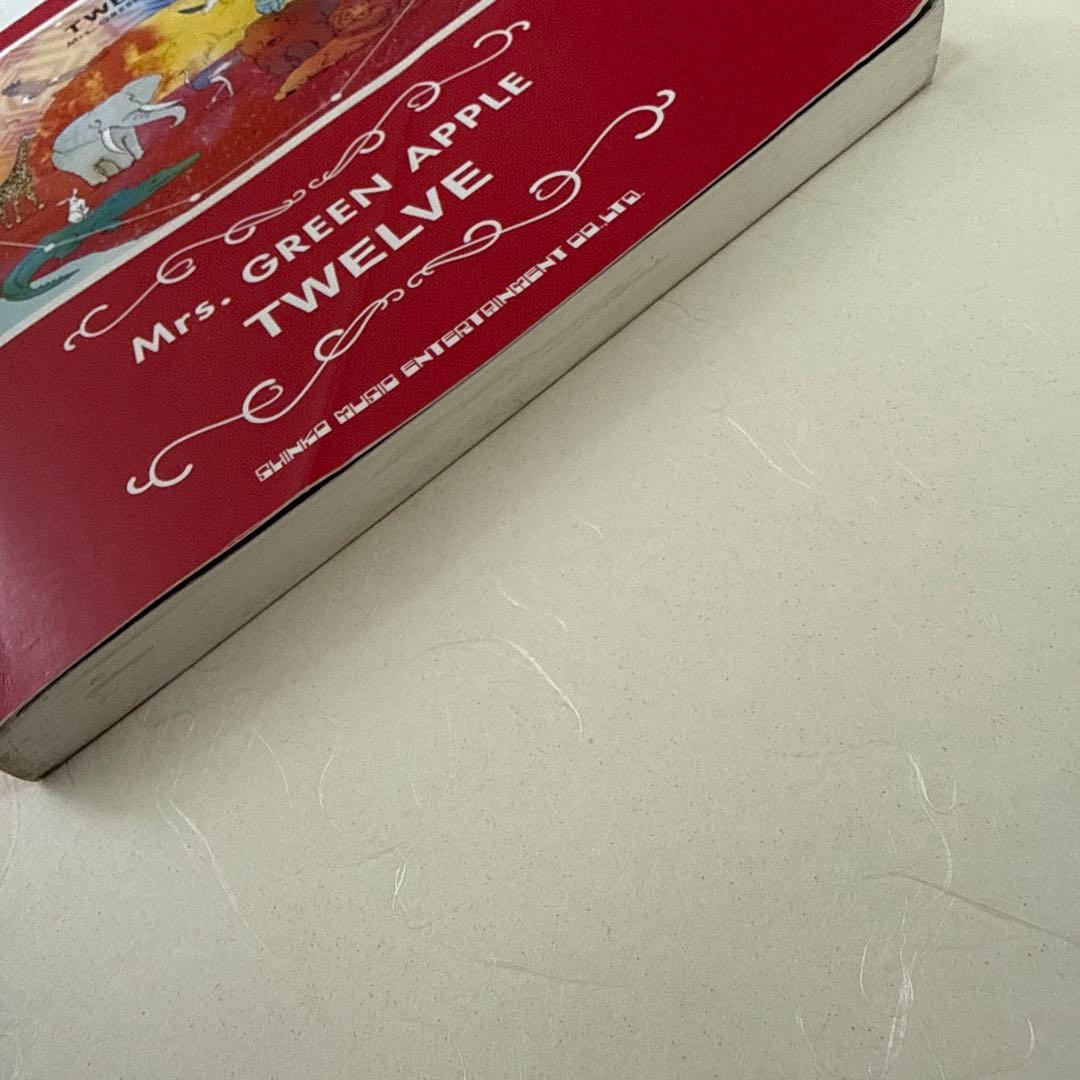 Mrs. GREEN APPLE
TWELVE
SHINKO MUSIC ENTERTAINMENT CO.,LTD.